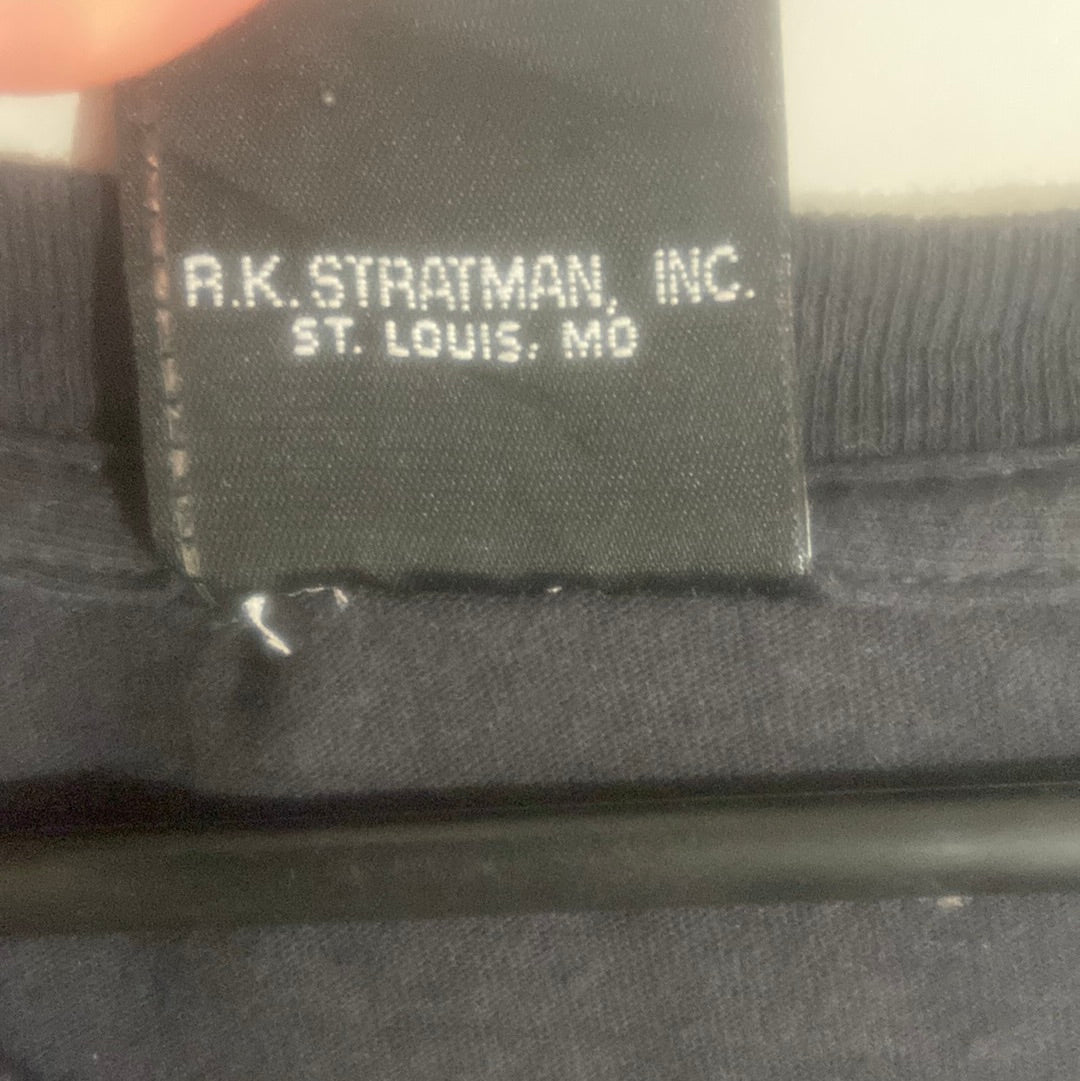 R.K. STRATMAN, INC.
ST. LOUIS, MO